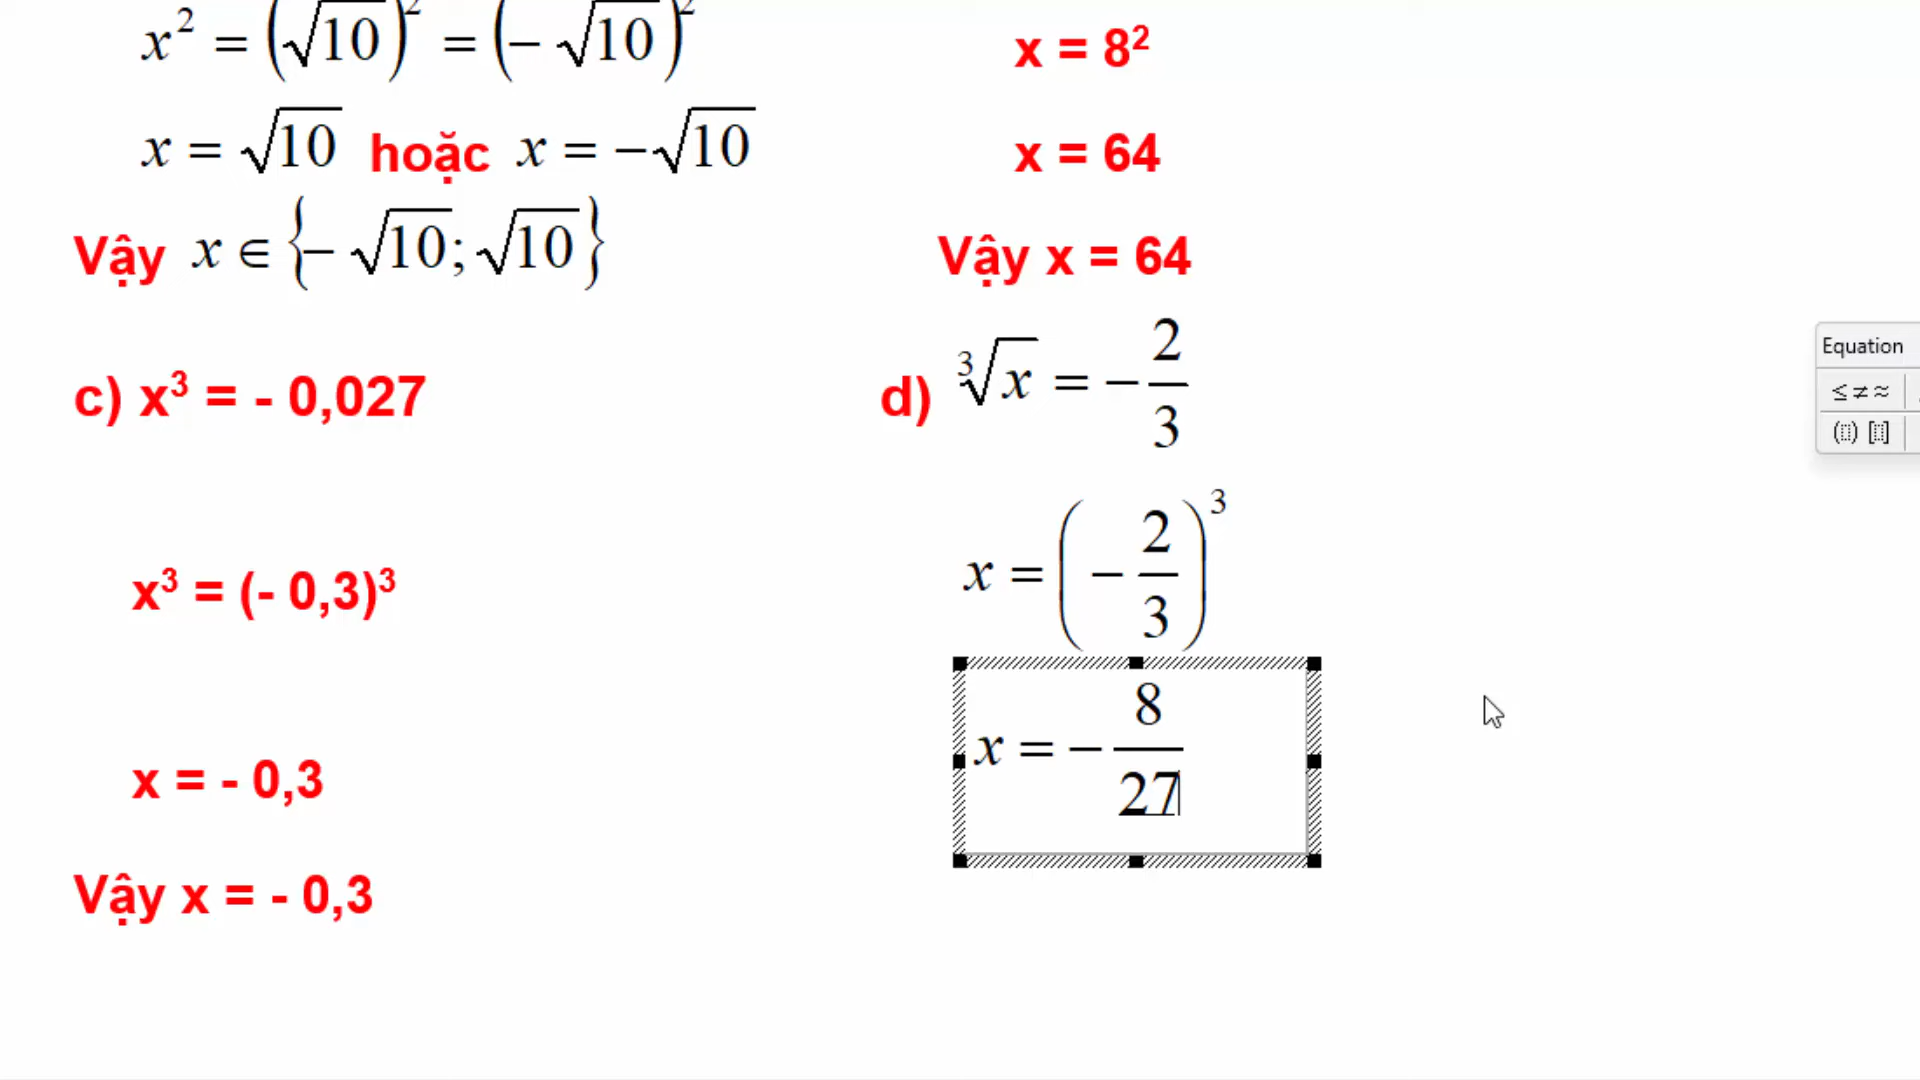 x² = (√10)² = (− √10)²
x = √10 hoặc x = −√10
Vậy x ∈ {− √10; √10}
c) x³ = - 0,027
x³ = (- 0,3)³
x = - 0,3
Vậy x = - 0,3
x = 8²
x = 64
Vậy x = 64
d) ∛x = −2/3
x = (−2/3)³
x = −8/27
Equation
≤ ≠ ≈